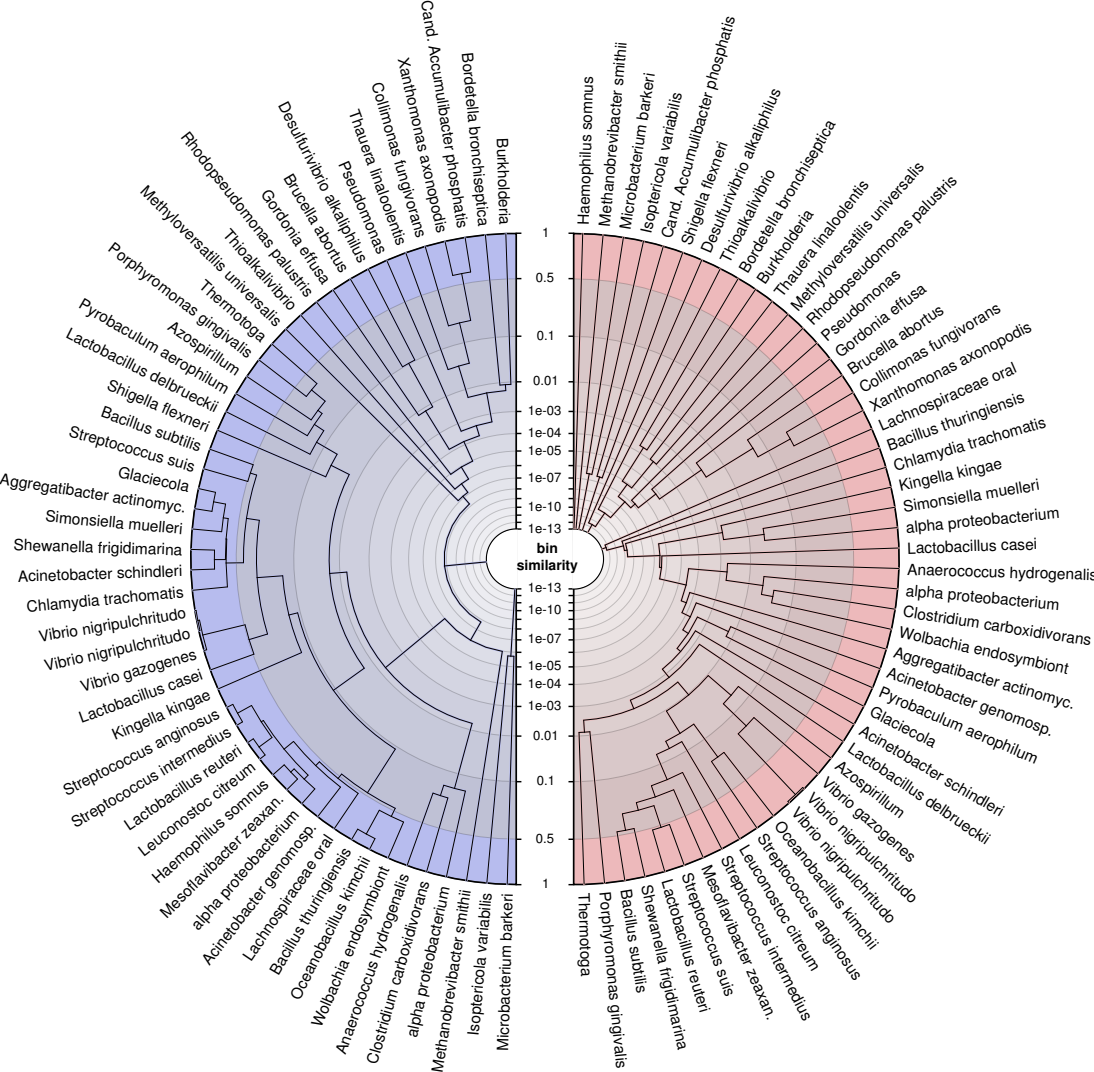 Burkholderia
Bordetella bronchiseptica
Cand. Accumulibacter phosphatis
Xanthomonas axonopodis
Collimonas fungivorans
Thauera linaloolentis
Pseudomonas
Desulfurivibrio alkaliphilus
Brucella abortus
Gordonia effusa
Rhodopseudomonas palustris
Thioalkalivibrio
Methyloversatilis universalis
Thermotoga
Porphyromonas gingivalis
Azospirillum
Pyrobaculum aerophilum
Lactobacillus delbrueckii
Shigella flexneri
Bacillus subtilis
Streptococcus suis
Glaciecola
Aggregatibacter actinomyc.
Simonsiella muelleri
Shewanella frigidimarina
Acinetobacter schindleri
Chlamydia trachomatis
Vibrio nigripulchritudo
Vibrio nigripulchritudo
Vibrio gazogenes
Lactobacillus casei
Kingella kingae
Streptococcus anginosus
Streptococcus intermedius
Lactobacillus reuteri
Leuconostoc citreum
Haemophilus somnus
Mesoflavibacter zeaxan.
alpha proteobacterium
Acinetobacter genomosp.
Lachnospiraceae oral
Bacillus thuringiensis
Oceanobacillus kimchii
Wolbachia endosymbiont
Anaerococcus hydrogenalis
Clostridium carboxidivorans
alpha proteobacterium
Methanobrevibacter smithii
Isoptericola variabilis
Microbacterium barkeri
1
0.5
0.1
0.01
1e-03
1e-04
1e-05
1e-07
1e-10
1e-13
bin
similarity
1e-13
1e-10
1e-07
1e-05
1e-04
1e-03
0.01
0.1
0.5
1
Haemophilus somnus
Methanobrevibacter smithii
Microbacterium barkeri
Isoptericola variabilis
Cand. Accumulibacter phosphatis
Shigella flexneri
Desulfurivibrio alkaliphilus
Thioalkalivibrio
Bordetella bronchiseptica
Burkholderia
Thauera linaloolentis
Methyloversatilis universalis
Rhodopseudomonas palustris
Pseudomonas
Gordonia effusa
Brucella abortus
Collimonas fungivorans
Xanthomonas axonopodis
Lachnospiraceae oral
Bacillus thuringiensis
Chlamydia trachomatis
Kingella kingae
Simonsiella muelleri
alpha proteobacterium
Lactobacillus casei
Anaerococcus hydrogenalis
alpha proteobacterium
Clostridium carboxidivorans
Wolbachia endosymbiont
Aggregatibacter actinomyc.
Acinetobacter genomosp.
Pyrobaculum aerophilum
Glaciecola
Acinetobacter schindleri
Lactobacillus delbrueckii
Azospirillum
Vibrio gazogenes
Vibrio nigripulchritudo
Vibrio nigripulchritudo
Oceanobacillus kimchii
Streptococcus anginosus
Leuconostoc citreum
Streptococcus intermedius
Mesoflavibacter zeaxan.
Streptococcus suis
Lactobacillus reuteri
Shewanella frigidimarina
Bacillus subtilis
Porphyromonas gingivalis
Thermotoga